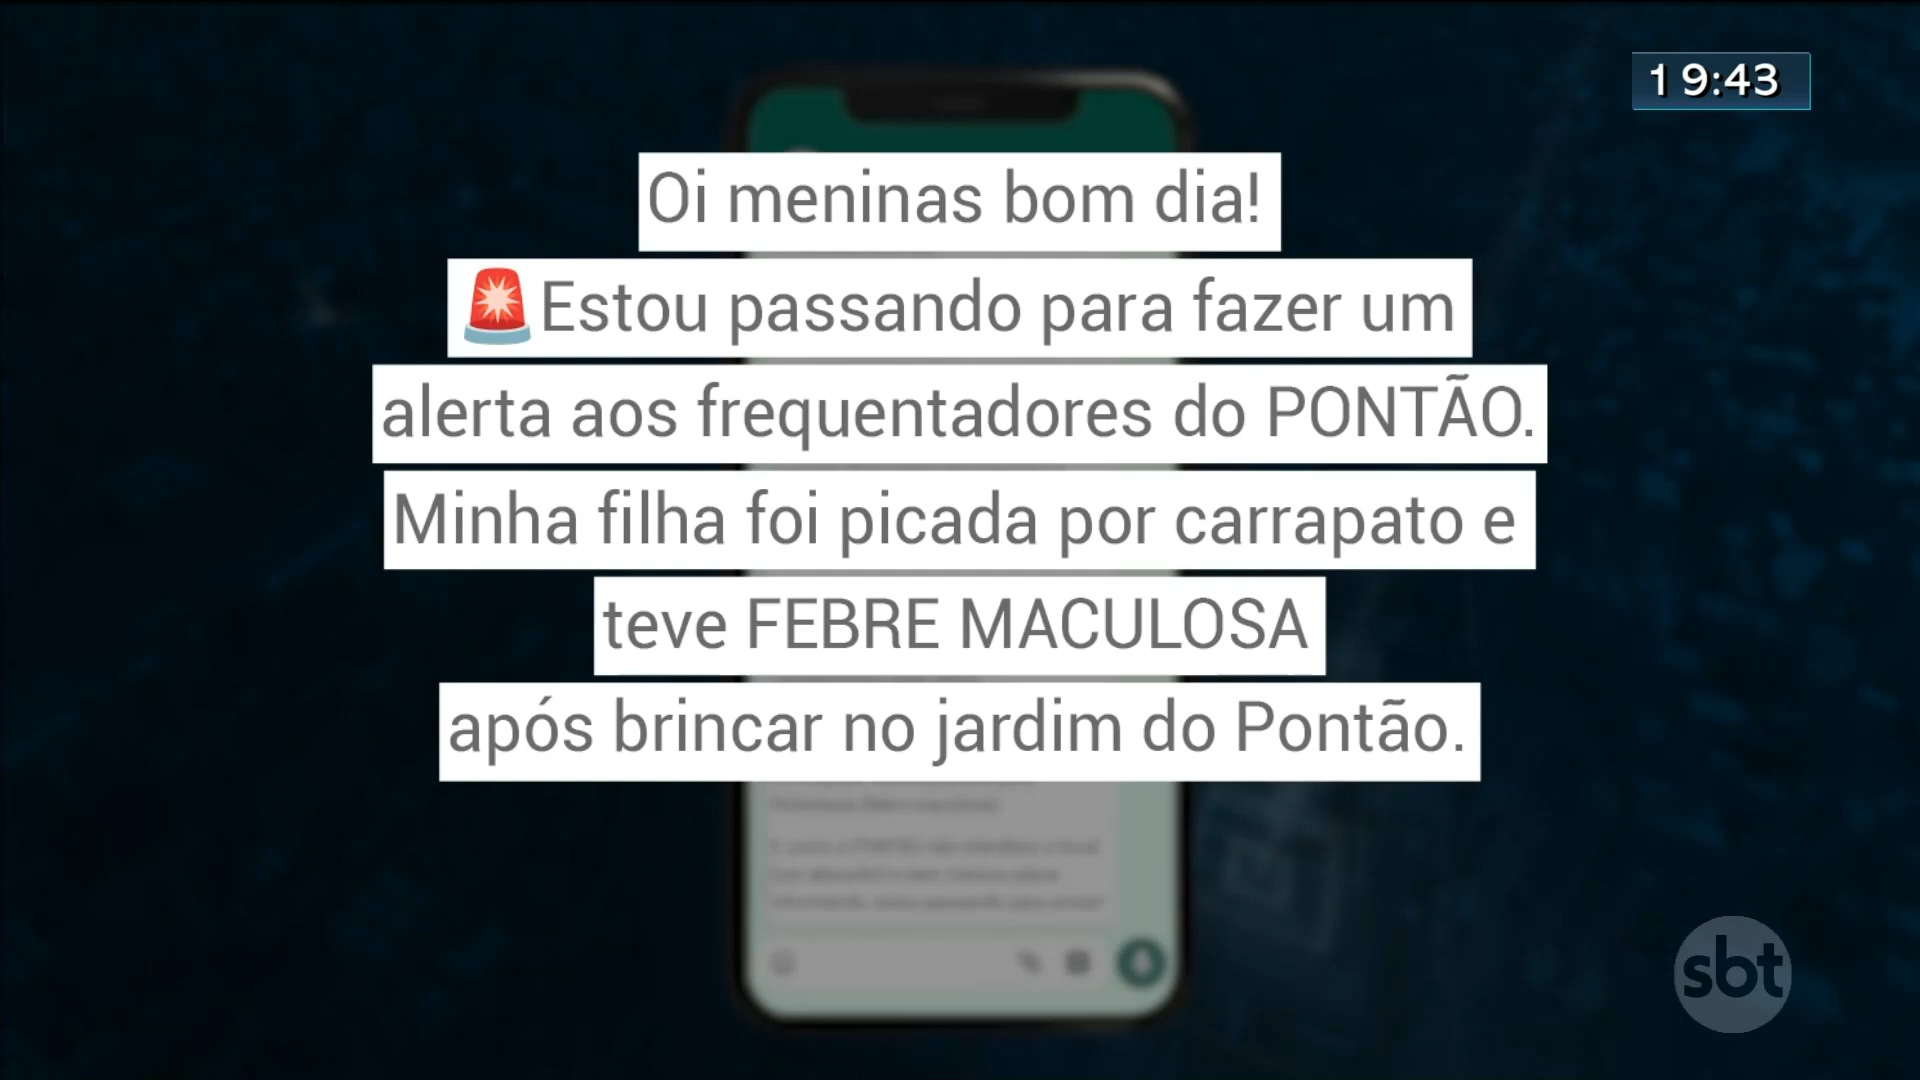 19:43
Oi meninas bom dia!
🚨Estou passando para fazer um
alerta aos frequentadores do PONTÃO.
Minha filha foi picada por carrapato e
teve FEBRE MACULOSA
após brincar no jardim do Pontão.
sbt